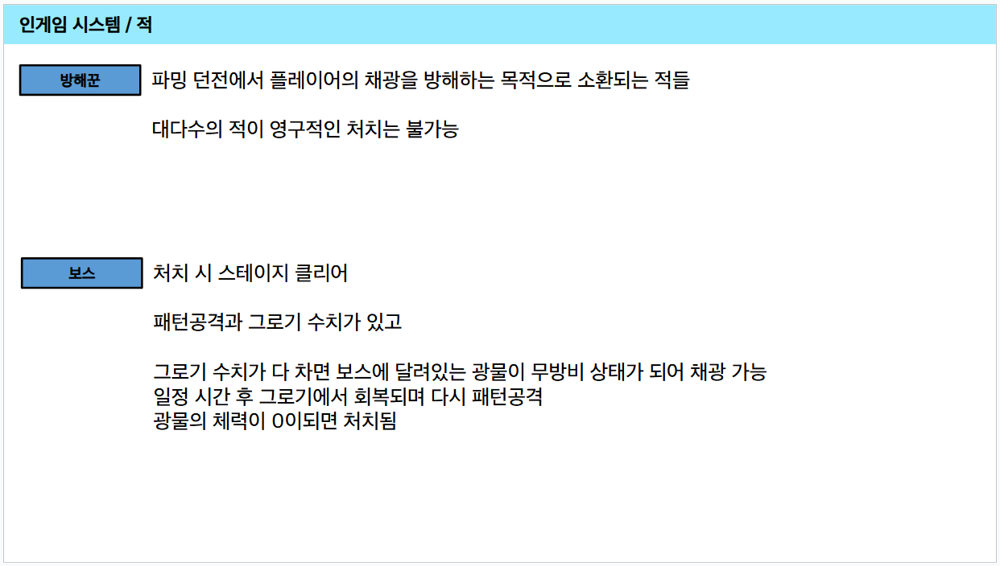 인게임 시스템 / 적
방해꾼
파밍 던전에서 플레이어의 채광을 방해하는 목적으로 소환되는 적들
대다수의 적이 영구적인 처치는 불가능
보스
처치 시 스테이지 클리어
패턴공격과 그로기 수치가 있고
그로기 수치가 다 차면 보스에 달려있는 광물이 무방비 상태가 되어 채광 가능
일정 시간 후 그로기에서 회복되며 다시 패턴공격
광물의 체력이 0이되면 처치됨